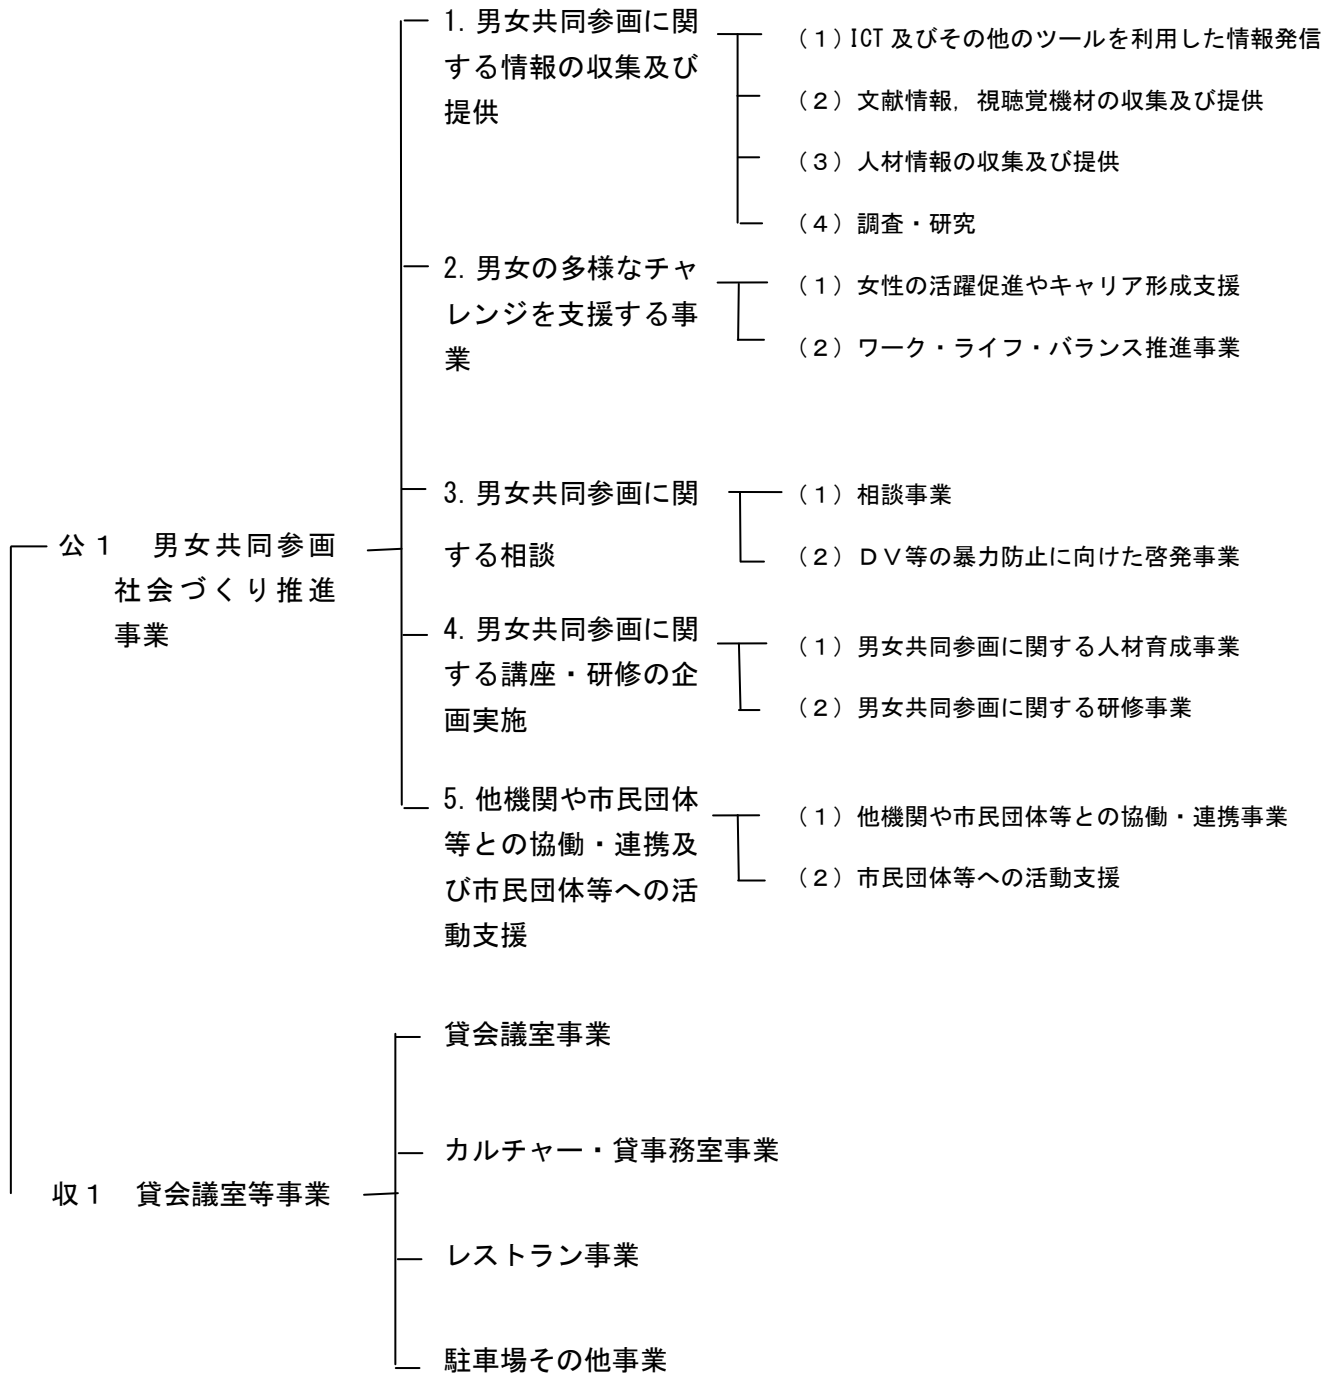 1. 男女共同参画に関
する情報の収集及び
提供
（１）ICT 及びその他のツールを利用した情報発信
（２）文献情報，視聴覚機材の収集及び提供
（３）人材情報の収集及び提供
（４）調査・研究
2. 男女の多様なチャ
レンジを支援する事
業
（１）女性の活躍促進やキャリア形成支援
（２）ワーク・ライフ・バランス推進事業
公１　男女共同参画
社会づくり推進
事業
3. 男女共同参画に関
する相談
（１）相談事業
（２）ＤＶ等の暴力防止に向けた啓発事業
4. 男女共同参画に関
する講座・研修の企
画実施
（１）男女共同参画に関する人材育成事業
（２）男女共同参画に関する研修事業
5. 他機関や市民団体
等との協働・連携及
び市民団体等への活
動支援
（１）他機関や市民団体等との協働・連携事業
（２）市民団体等への活動支援
収１　貸会議室等事業
貸会議室事業
カルチャー・貸事務室事業
レストラン事業
駐車場その他事業